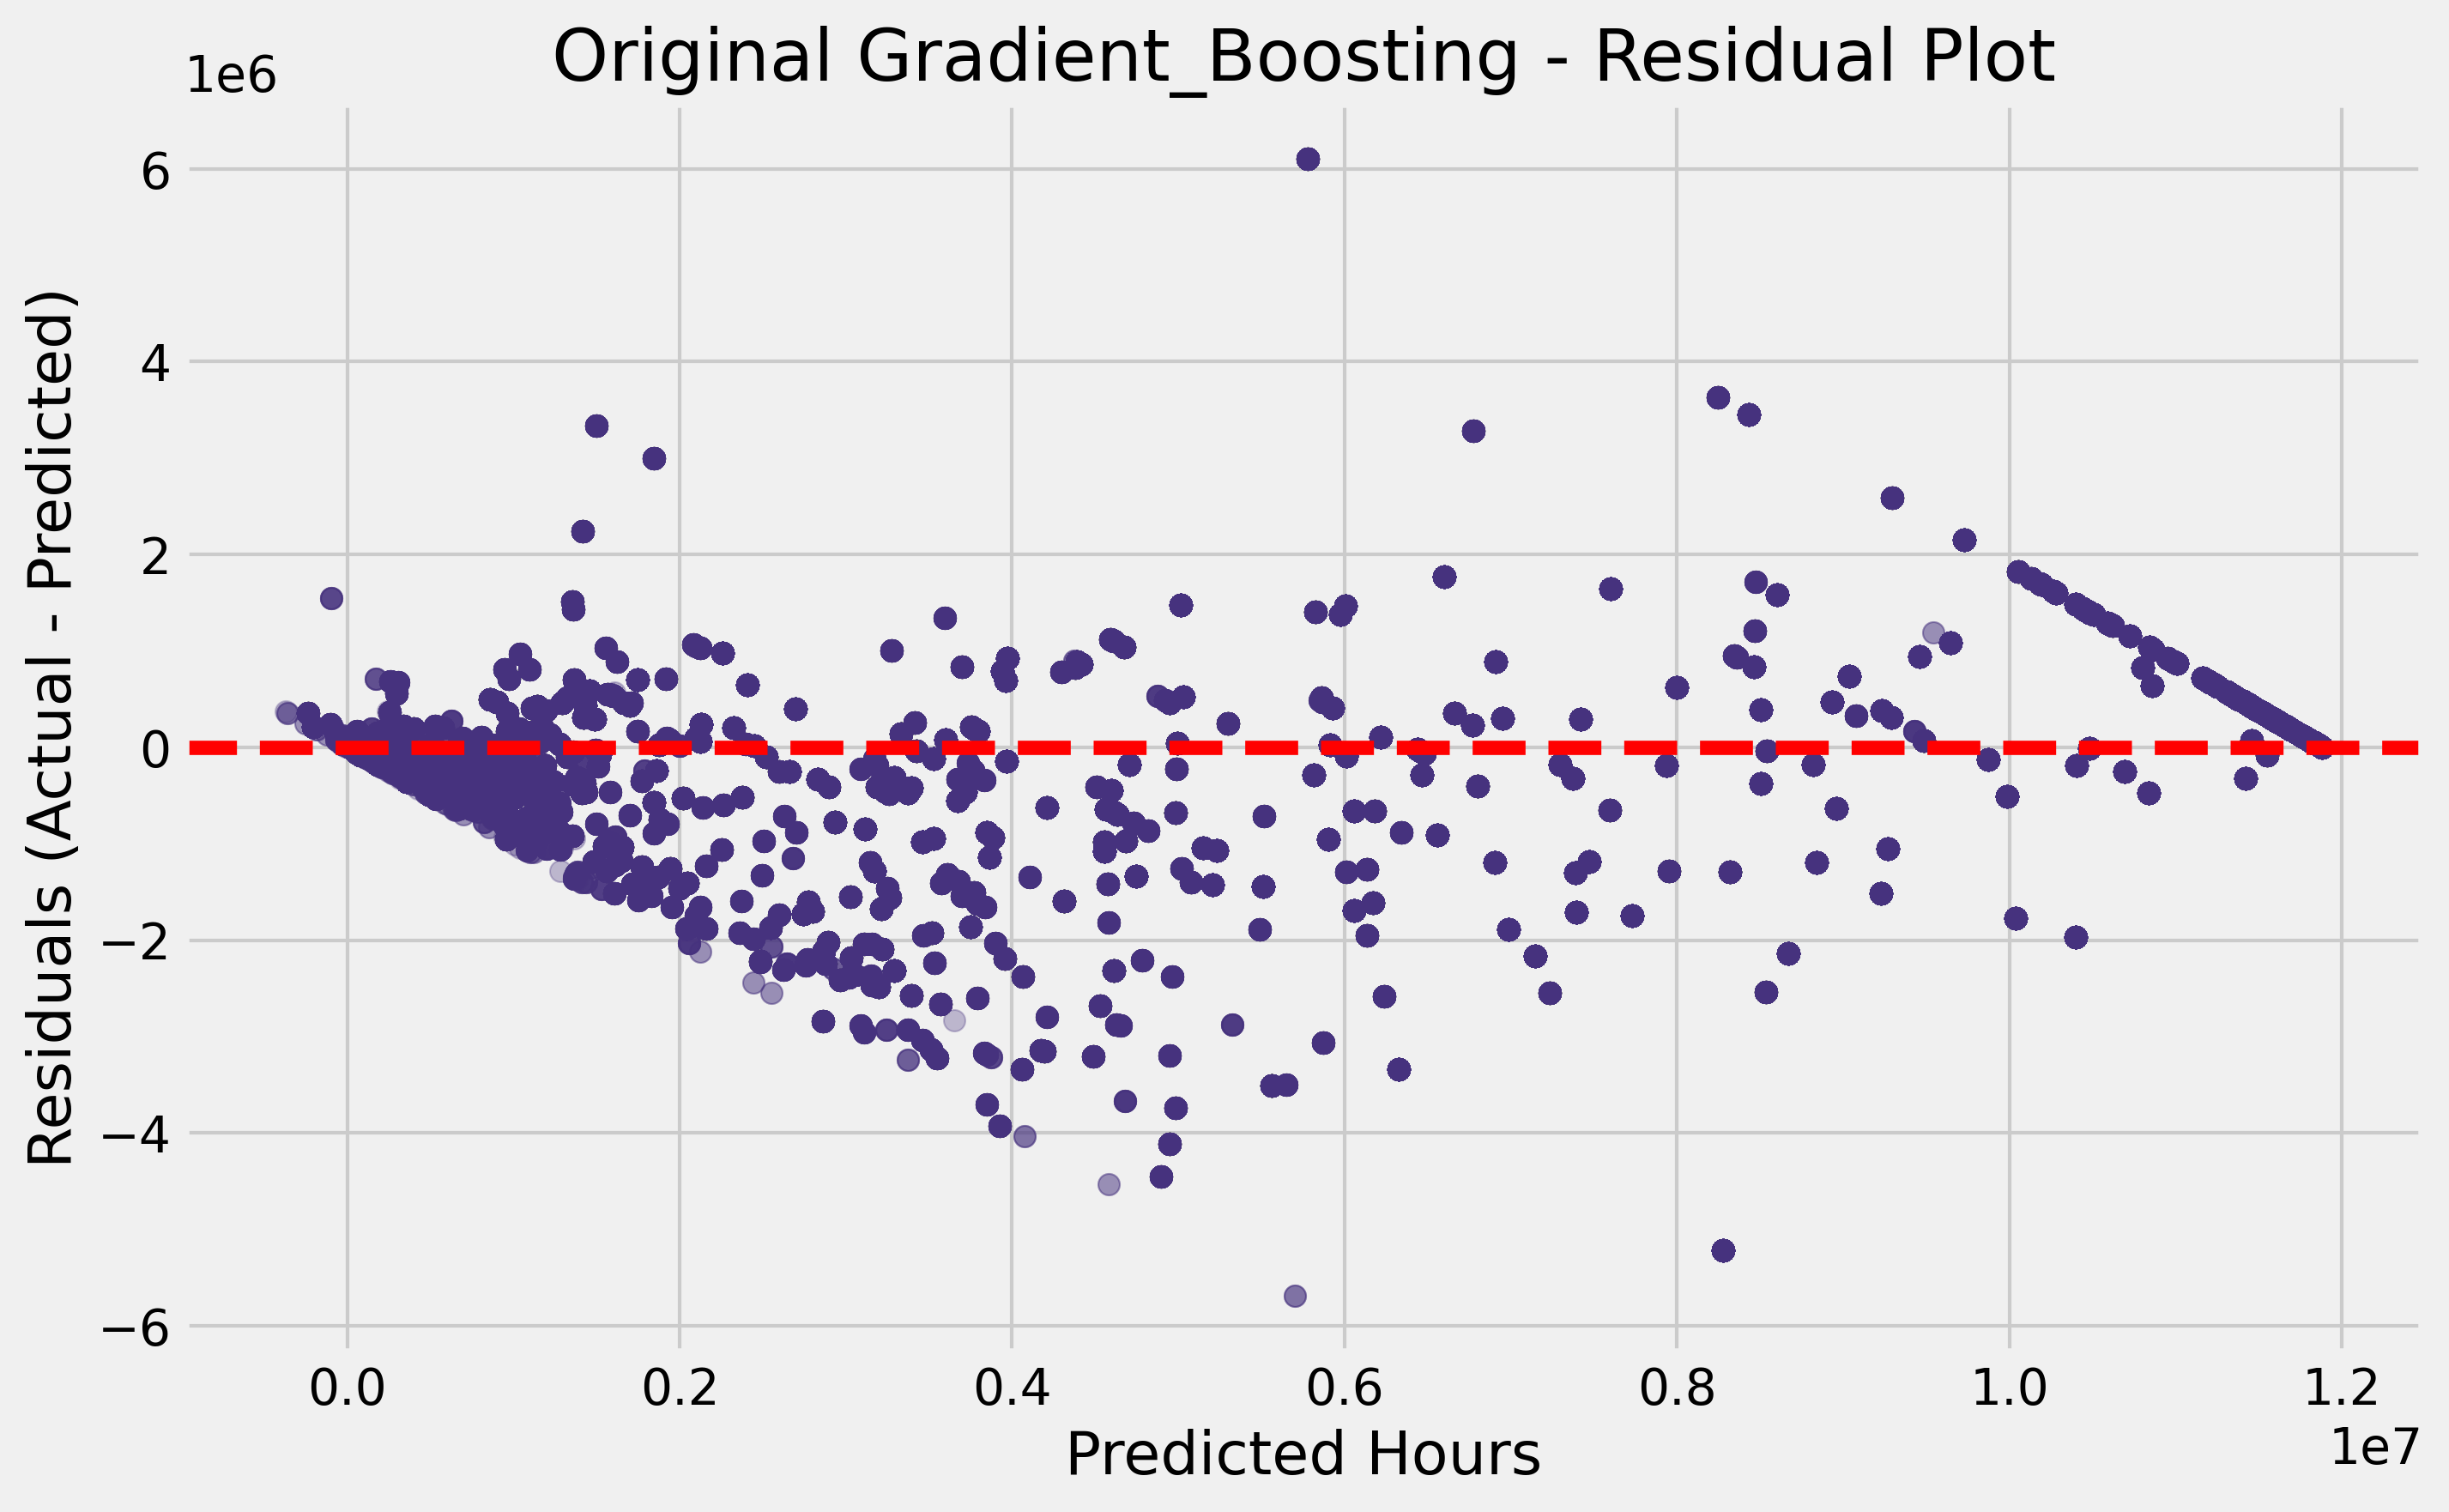 Original Gradient_Boosting - Residual Plot
1e6
6
4
2
0
−2
−4
−6
Residuals (Actual - Predicted)
0.0 0.2 0.4 0.6 0.8 1.0 1.2
1e7
Predicted Hours